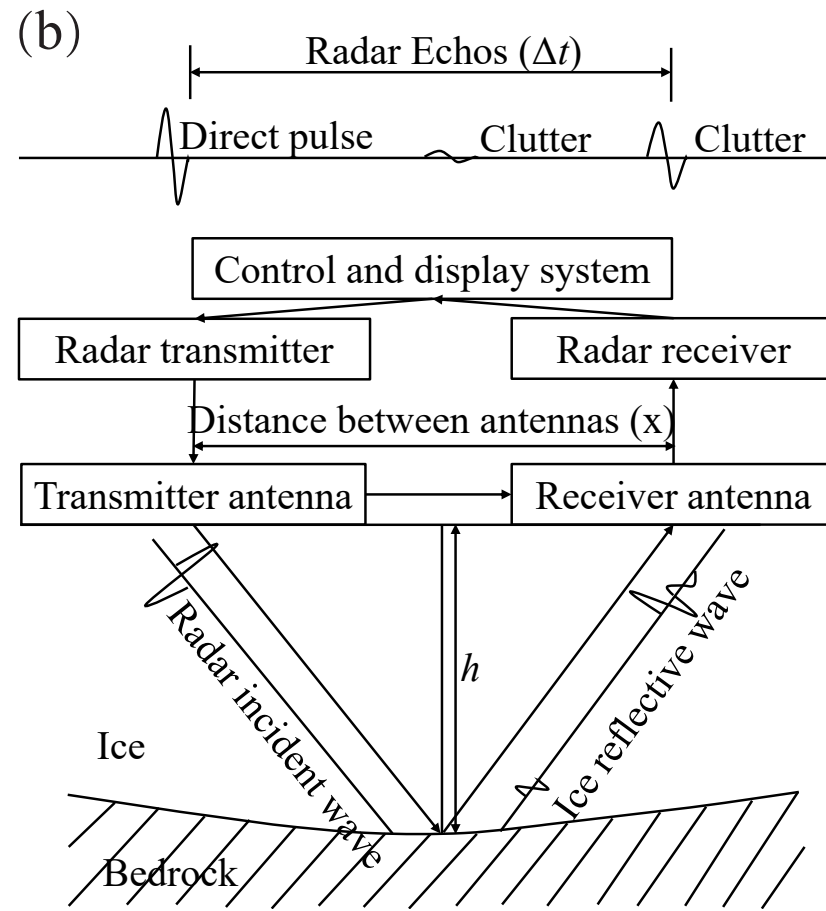 (b)
Radar Echos (Δt)
Direct pulse
Clutter
Clutter
Control and display system
Radar transmitter
Radar receiver
Distance between antennas (x)
Transmitter antenna
Receiver antenna
Radar incident wave
h
Ice reflective wave
Ice
Bedrock